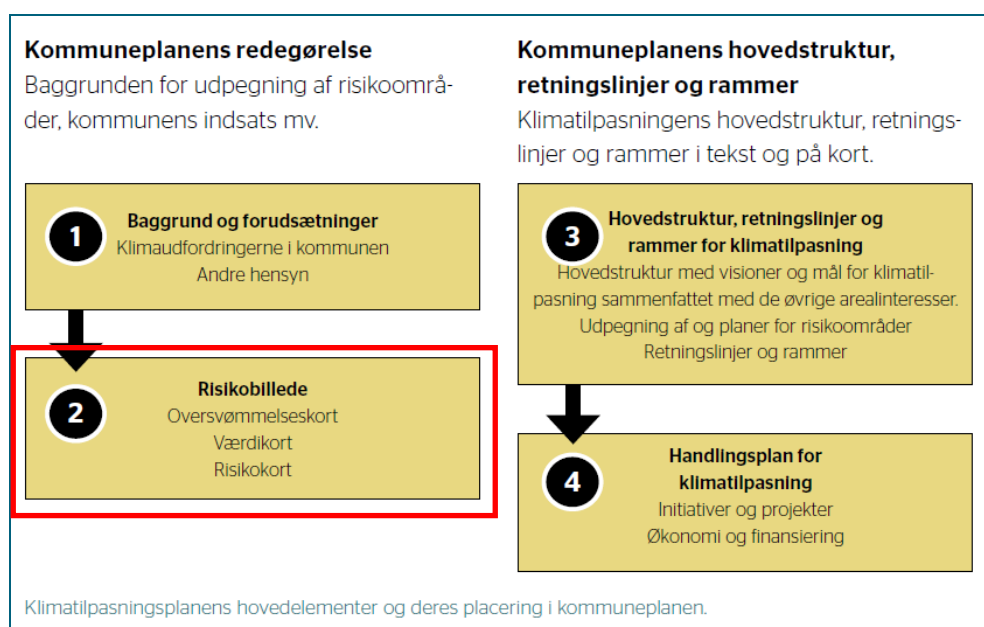 Kommuneplanens redegørelse
Baggrunden for udpegning af risikoområ-
der, kommunens indsats mv.
1
Baggrund og forudsætninger
Klimaudfordringerne i kommunen
Andre hensyn
2
Risikobillede
Oversvømmelseskort
Værdikort
Risikokort
Kommuneplanens hovedstruktur,
retningslinjer og rammer
Klimatilpasningens hovedstruktur, retnings-
linjer og rammer i tekst og på kort.
3
Hovedstruktur, retningslinjer og
rammer for klimatilpasning
Hovedstruktur med visioner og mål for klimatil-
pasning sammenfattet med de øvrige arealinteresser.
Udpegning af og planer for risikoområder
Retningslinjer og rammer
4
Handlingsplan for
klimatilpasning
Initiativer og projekter
Økonomi og finansiering
Klimatilpasningsplanens hovedelementer og deres placering i kommuneplanen.